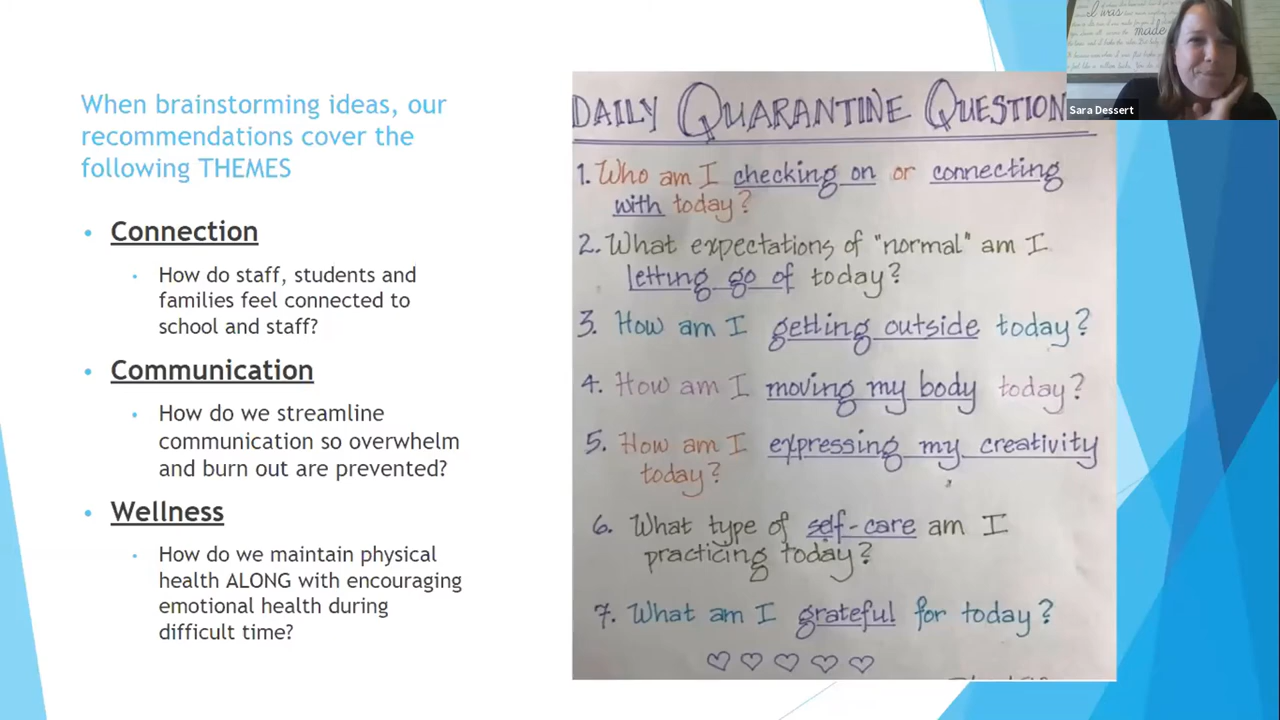 When brainstorming ideas, our
recommendations cover the
following THEMES
• Connection
• How do staff, students and
families feel connected to
school and staff?
• Communication
• How do we streamline
communication so overwhelm
and burn out are prevented?
• Wellness
• How do we maintain physical
health ALONG with encouraging
emotional health during
difficult time?
DAILY QUARANTINE QUESTION
1. Who am I checking on or connecting
with today?
2. What expectations of "normal" am I
letting go of today?
3. How am I getting outside today?
4. How am I moving my body today?
5. How am I expressing my creativity
today?
6. What type of self-care am I
practicing today?
7. What am I grateful for today?
I was
made
Sara Dessert